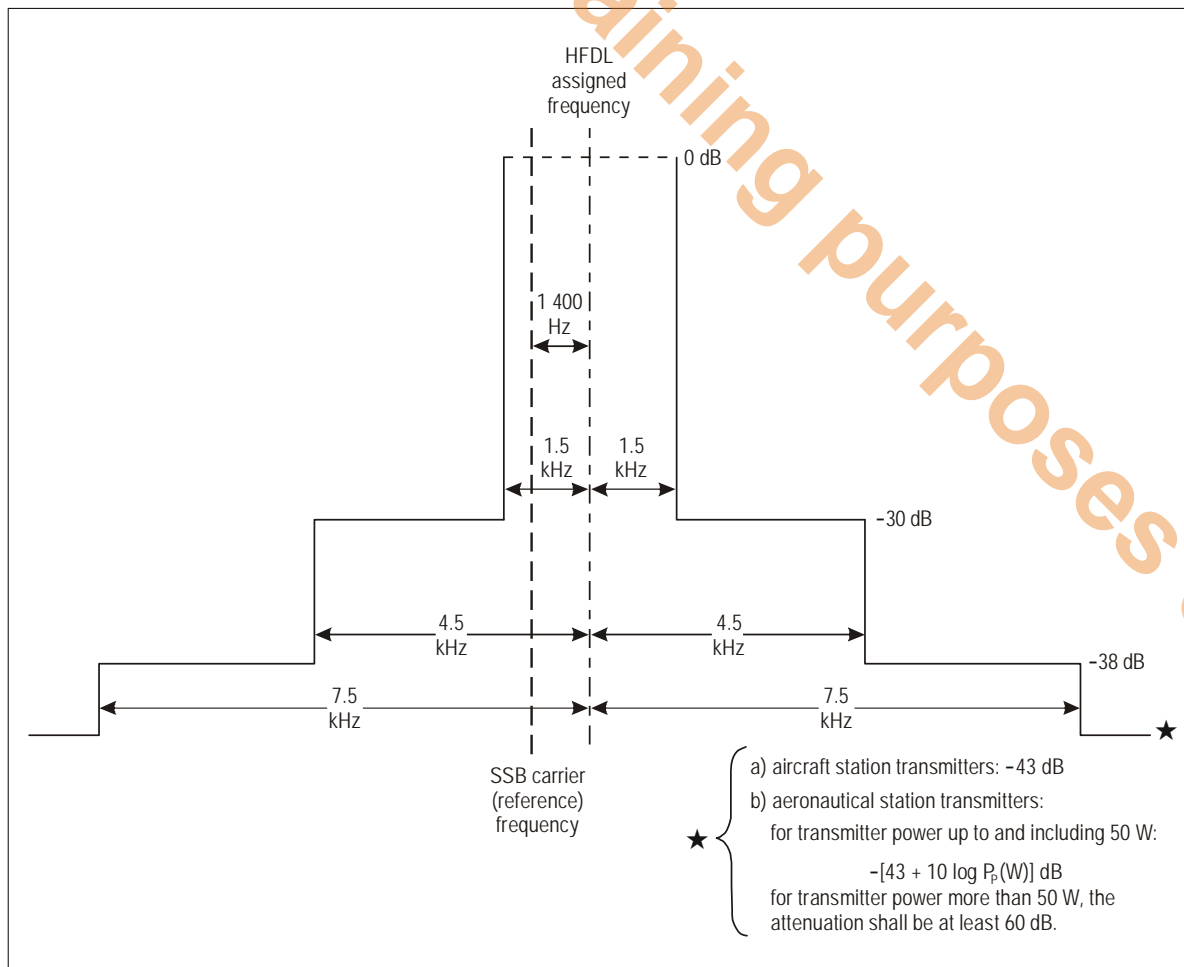 HFDL
assigned
frequency
0 dB
1 400
Hz
1.5
kHz
1.5
kHz
-30 dB
4.5
kHz
4.5
kHz
-38 dB
7.5
kHz
7.5
kHz
★
SSB carrier
(reference)
frequency
★
a) aircraft station transmitters: -43 dB
b) aeronautical station transmitters:
for transmitter power up to and including 50 W:
-[43 + 10 log Pₚ(W)] dB
for transmitter power more than 50 W, the
attenuation shall be at least 60 dB.
aining purposes